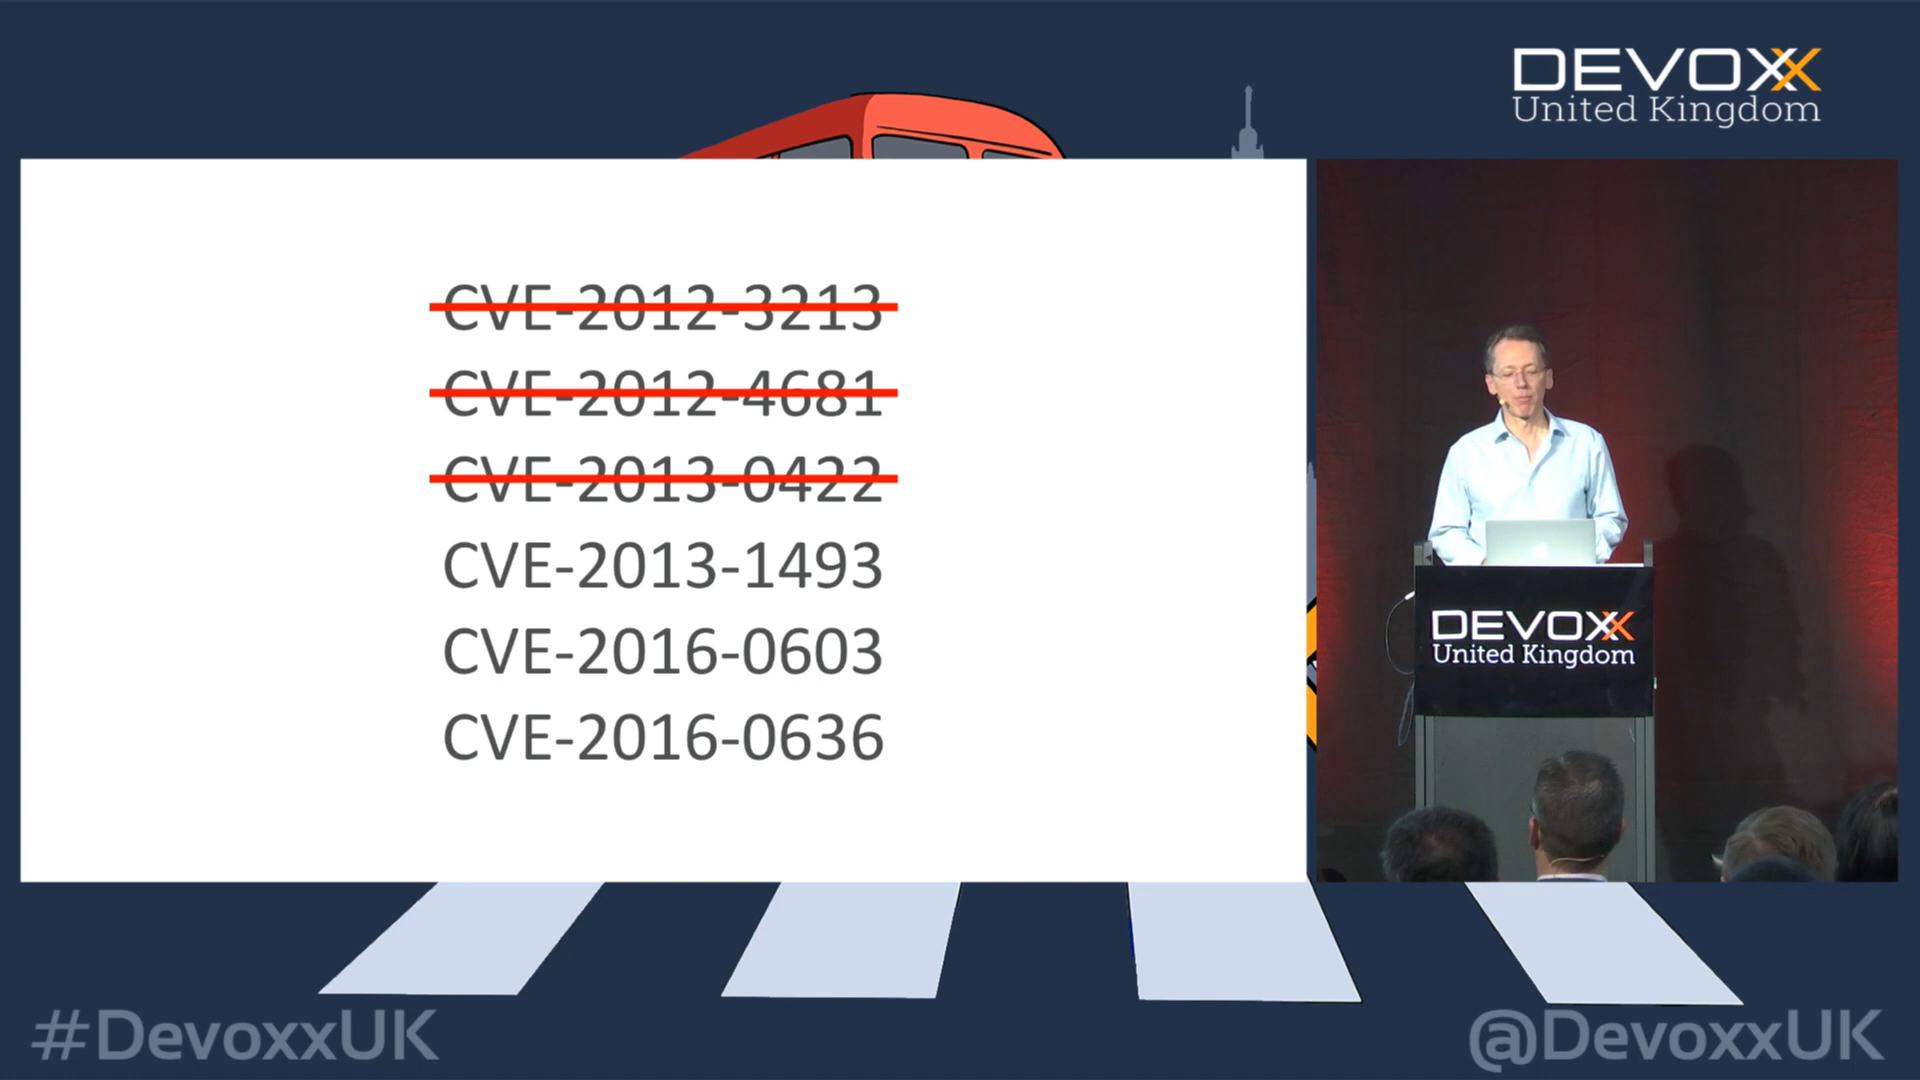 DEVOXX
United Kingdom
CVE-2012-3213
CVE-2012-4681
CVE-2013-0422
CVE-2013-1493
CVE-2016-0603
CVE-2016-0636
DEVOXX
United Kingdom
#DevoxxUK
@DevoxxUK